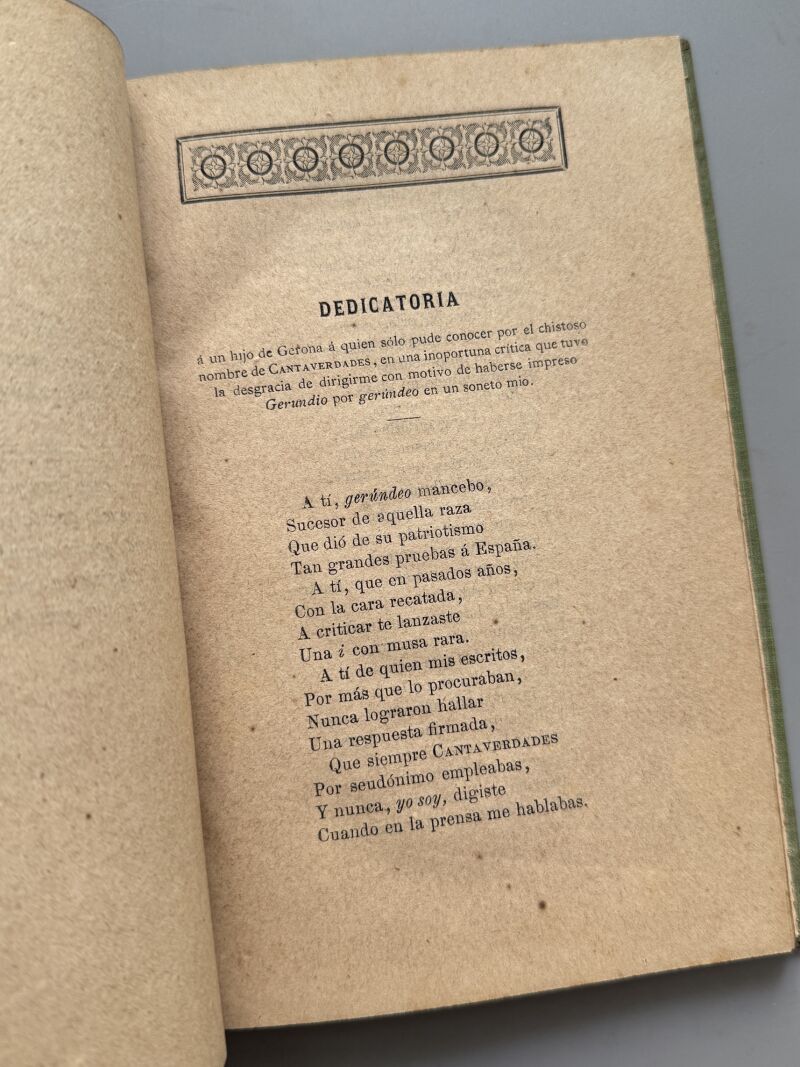 DEDICATORIA
á un hijo de Gerona á quien sólo pude conocer por el chistoso
nombre de CANTAVERDADES, en una inoportuna crítica que tuvo
la desgracia de dirigirme con motivo de haberse impreso
Gerundio por gerúndeo en un soneto mio.
A tí, gerúndeo mancebo,
Sucesor de aquella raza
Que dió de su patriotismo
Tan grandes pruebas á España.
A tí, que en pasados años,
Con la cara recatada,
A criticar te lanzaste
Una i con musa rara.
A tí de quien mis escritos,
Por más que lo procuraban,
Nunca lograron hallar
Una respuesta firmada,
Que siempre CANTAVERDADES
Por seudónimo empleabas,
Y nunca, yo soy, digiste
Cuando en la prensa me hablabas.